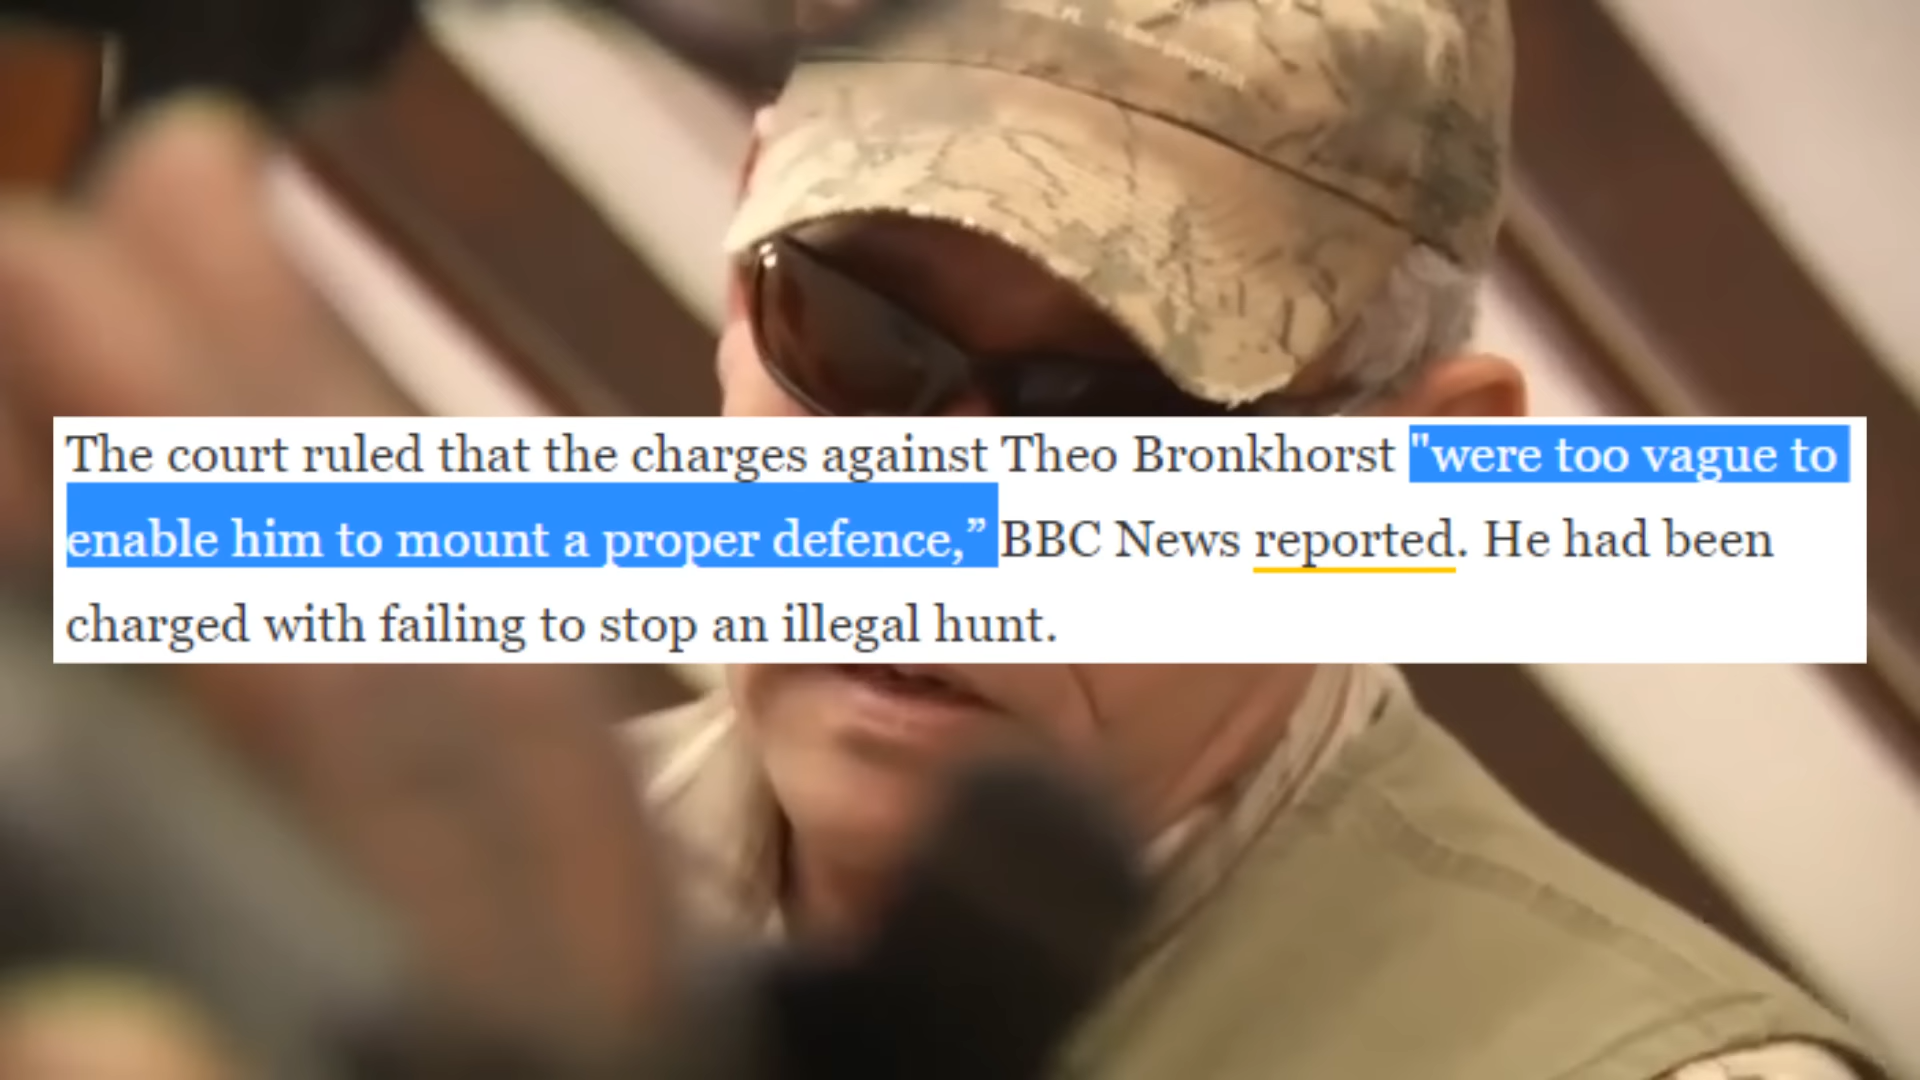 The court ruled that the charges against Theo Bronkhorst "were too vague to
enable him to mount a proper defence,” BBC News reported. He had been
charged with failing to stop an illegal hunt.